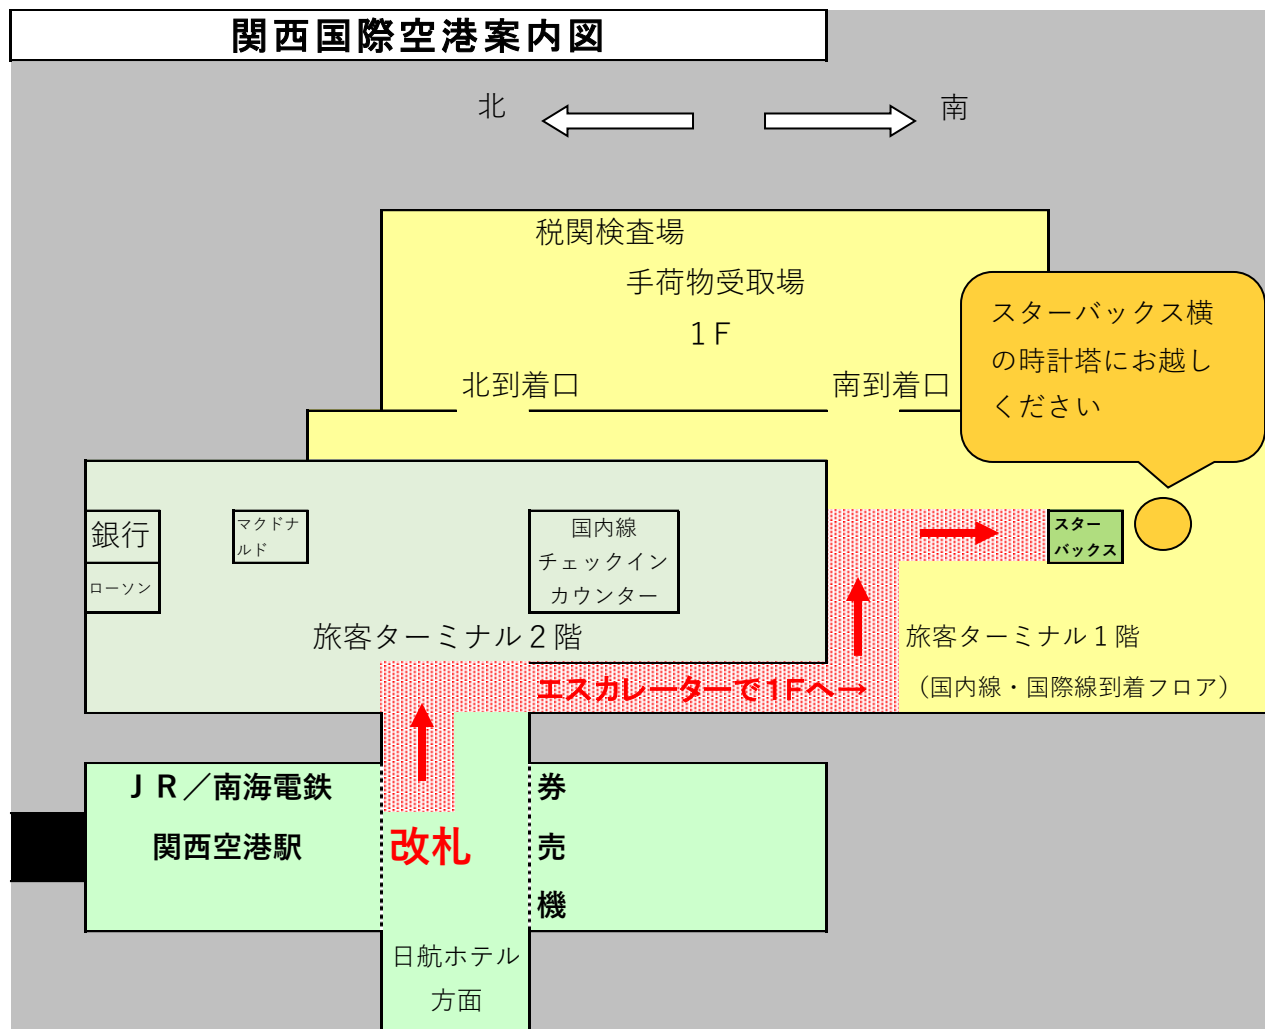 関西国際空港案内図
北
南
税関検査場
手荷物受取場
１Ｆ
北到着口
南到着口
スターバックス横
の時計塔にお越し
ください
銀行
ローソン
マクドナ
ルド
国内線
チェックイン
カウンター
スター
バックス
旅客ターミナル２階
旅客ターミナル１階
（国内線・国際線到着フロア）
エスカレーターで１Ｆへ→
ＪＲ／南海電鉄
関西空港駅
改札
券
売
機
日航ホテル
方面